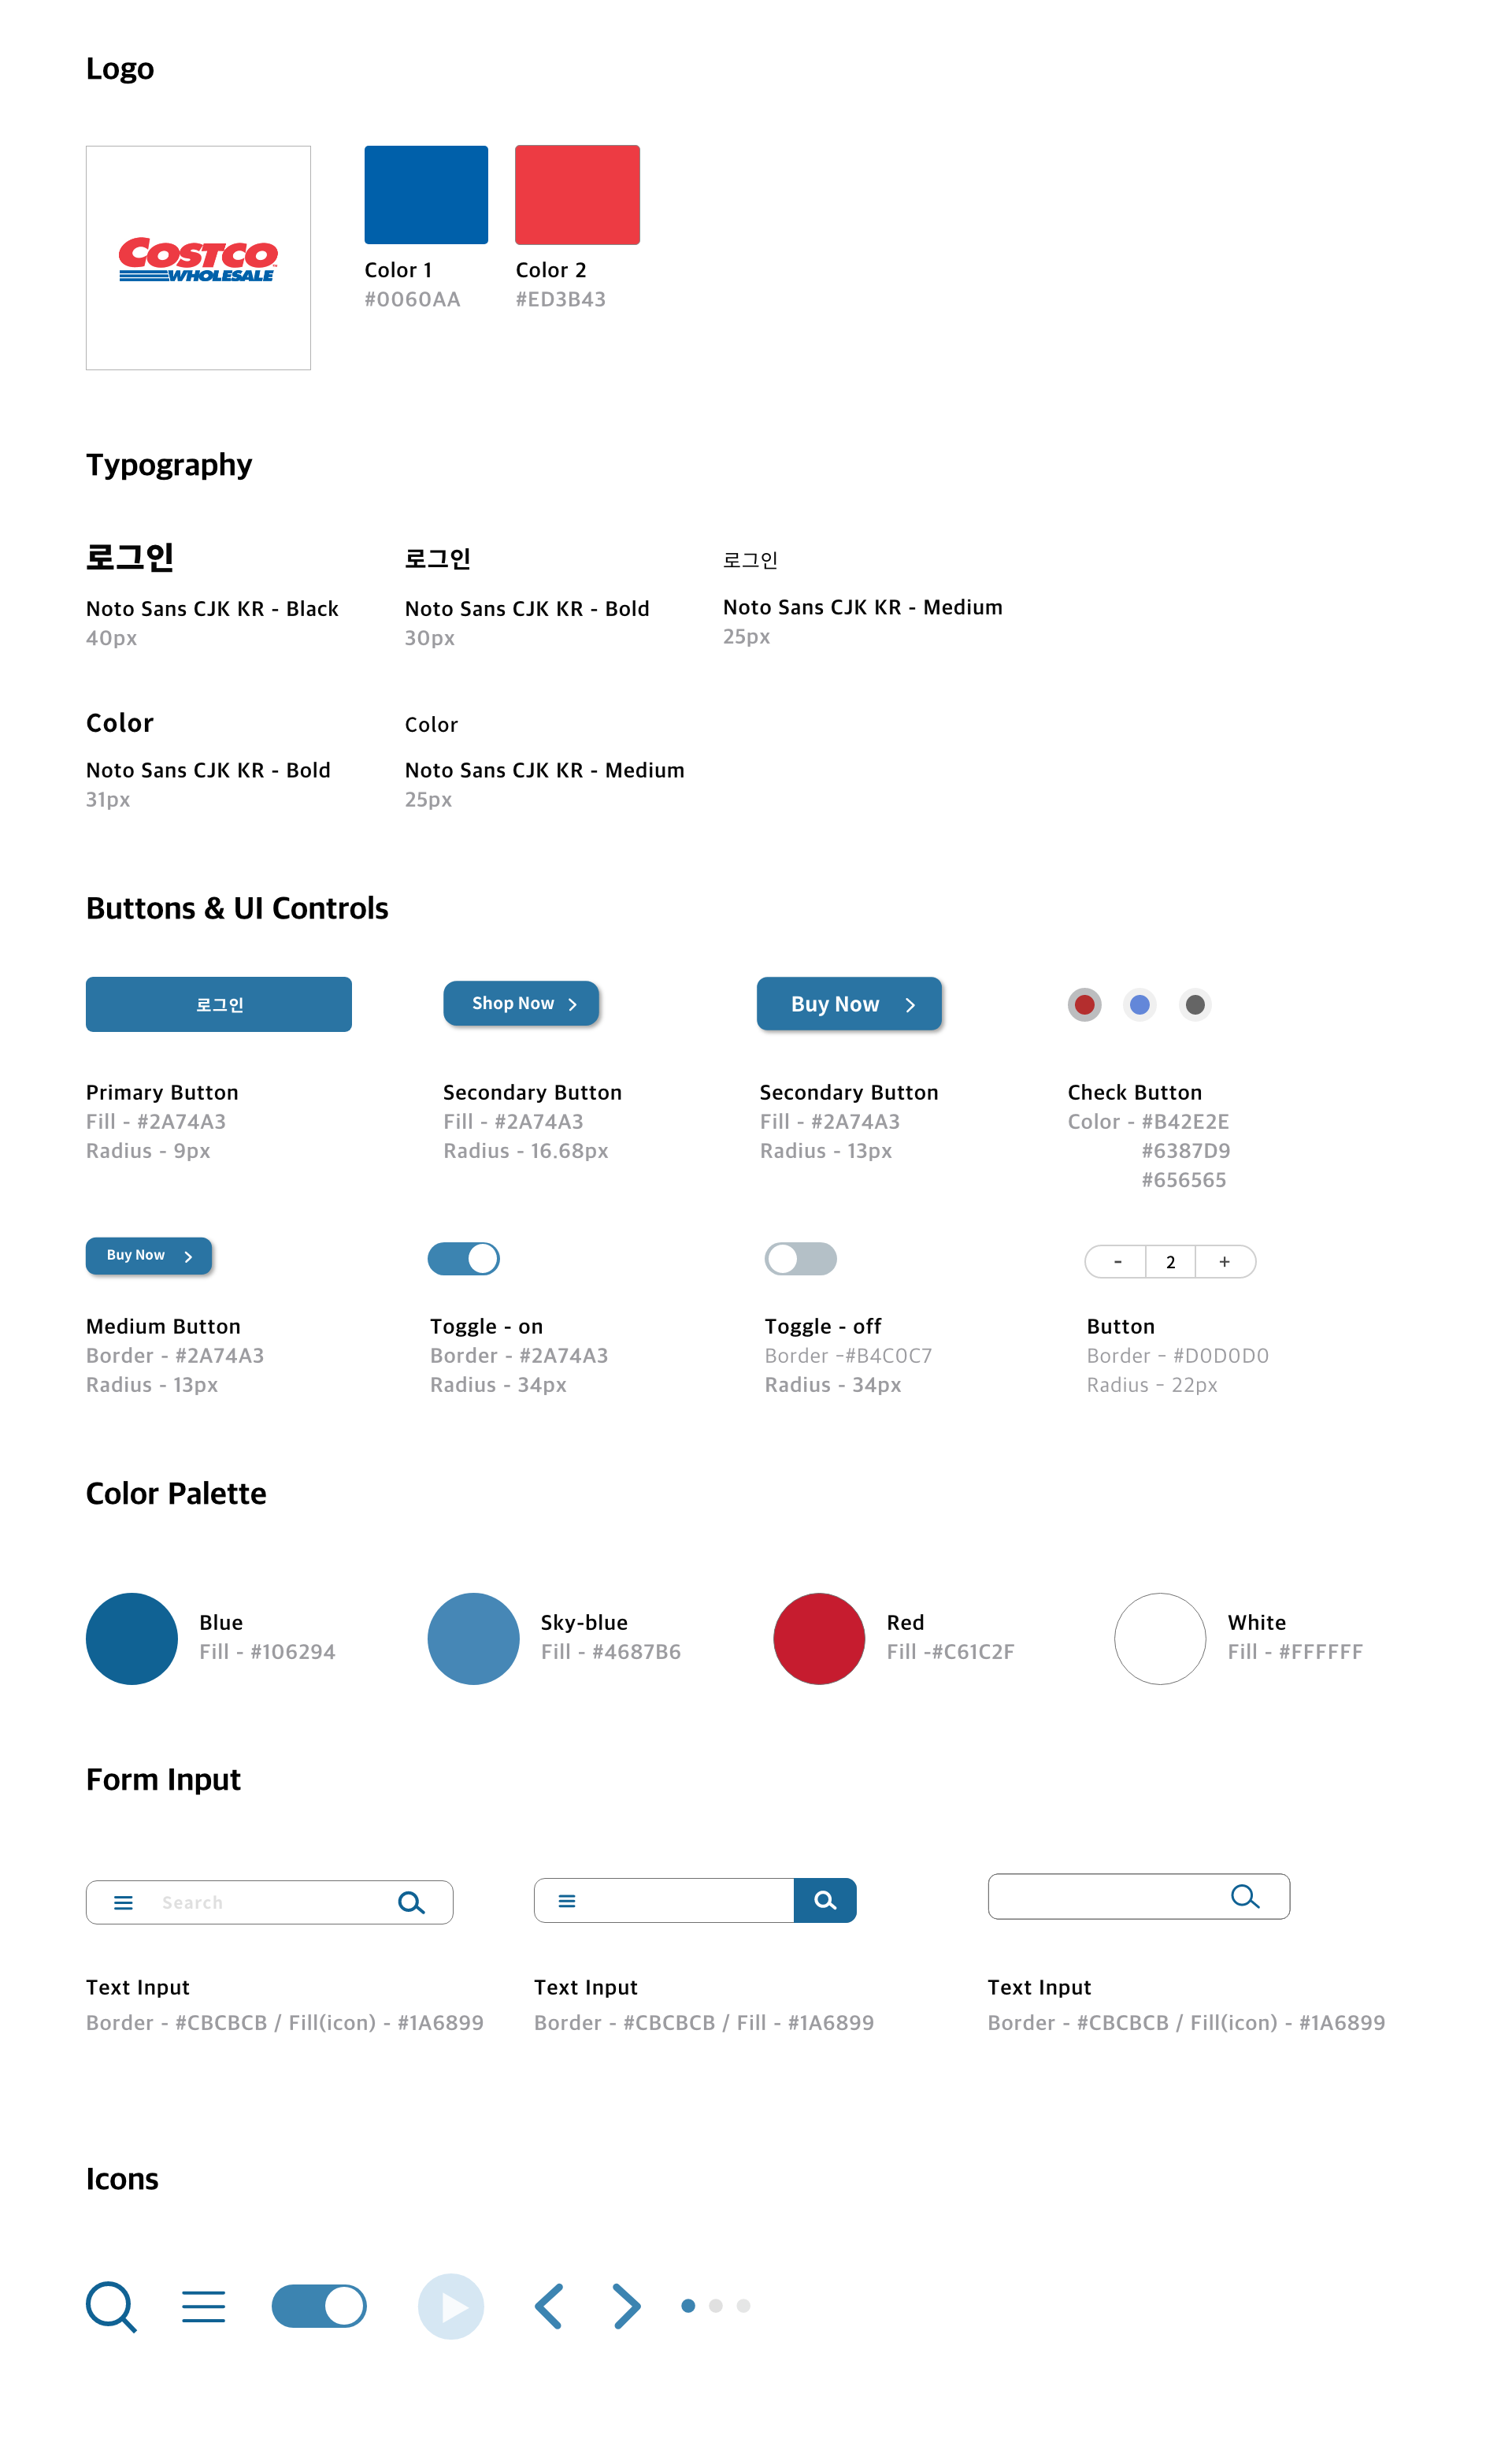 Logo
COSTCO
WHOLESALE
Color 1
#0060AA
Color 2
#ED3B43
Typography
로그인
Noto Sans CJK KR - Black
40px
로그인
Noto Sans CJK KR - Bold
30px
로그인
Noto Sans CJK KR - Medium
25px
Color
Noto Sans CJK KR - Bold
31px
Color
Noto Sans CJK KR - Medium
25px
Buttons & UI Controls
로그인
Primary Button
Fill - #2A74A3
Radius - 9px
Shop Now
Secondary Button
Fill - #2A74A3
Radius - 16.68px
Buy Now
Secondary Button
Fill - #2A74A3
Radius - 13px
Check Button
Color - #B42E2E
#6387D9
#656565
Buy Now
Medium Button
Border - #2A74A3
Radius - 13px
Toggle - on
Border - #2A74A3
Radius - 34px
Toggle - off
Border -#B4C0C7
Radius - 34px
- 2 +
Button
Border - #D0D0D0
Radius - 22px
Color Palette
Blue
Fill - #106294
Sky-blue
Fill - #4687B6
Red
Fill -#C61C2F
White
Fill - #FFFFFF
Form Input
Search
Text Input
Border - #CBCBCB / Fill(icon) - #1A6899
Text Input
Border - #CBCBCB / Fill - #1A6899
Text Input
Border - #CBCBCB / Fill(icon) - #1A6899
Icons